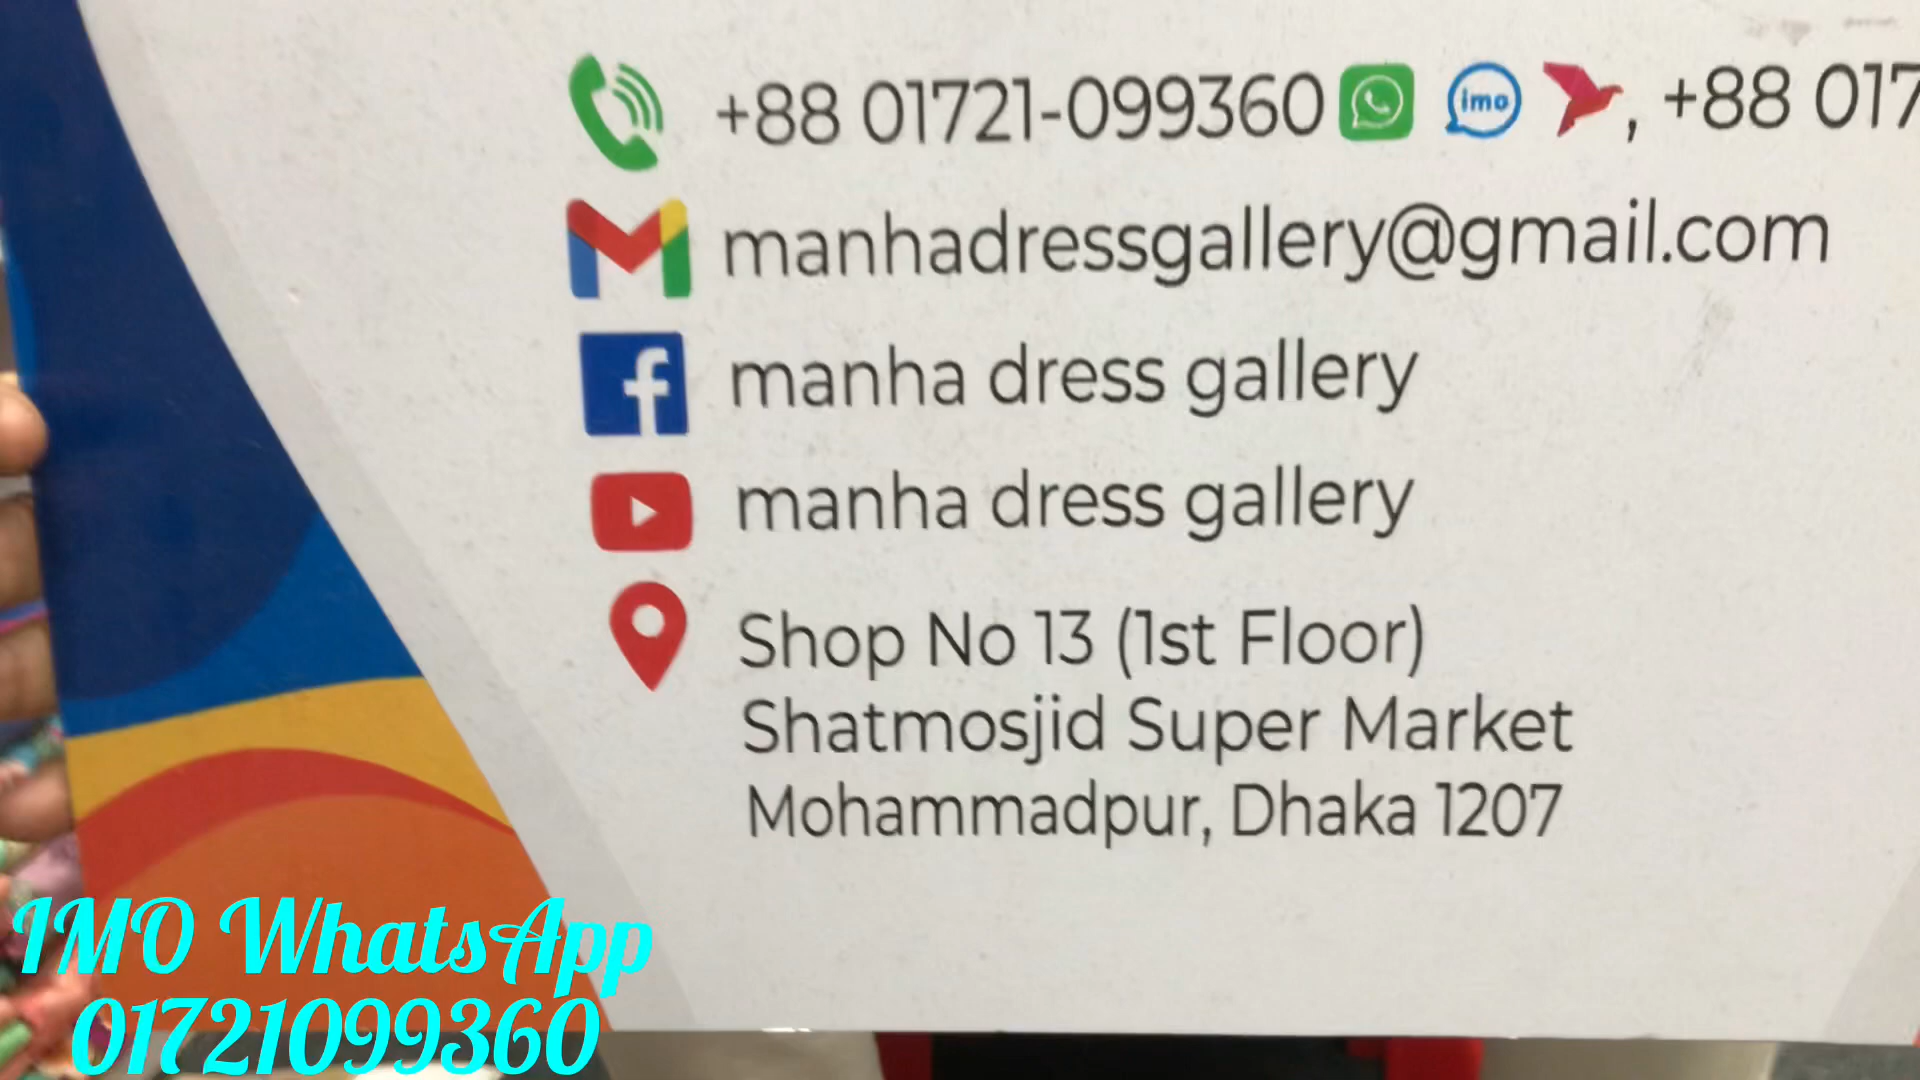 +88 01721-099360 imo , +88 017
manhadressgallery@gmail.com
manha dress gallery
manha dress gallery
Shop No 13 (1st Floor)
Shatmosjid Super Market
Mohammadpur, Dhaka 1207
IMO WhatsApp
01721099360